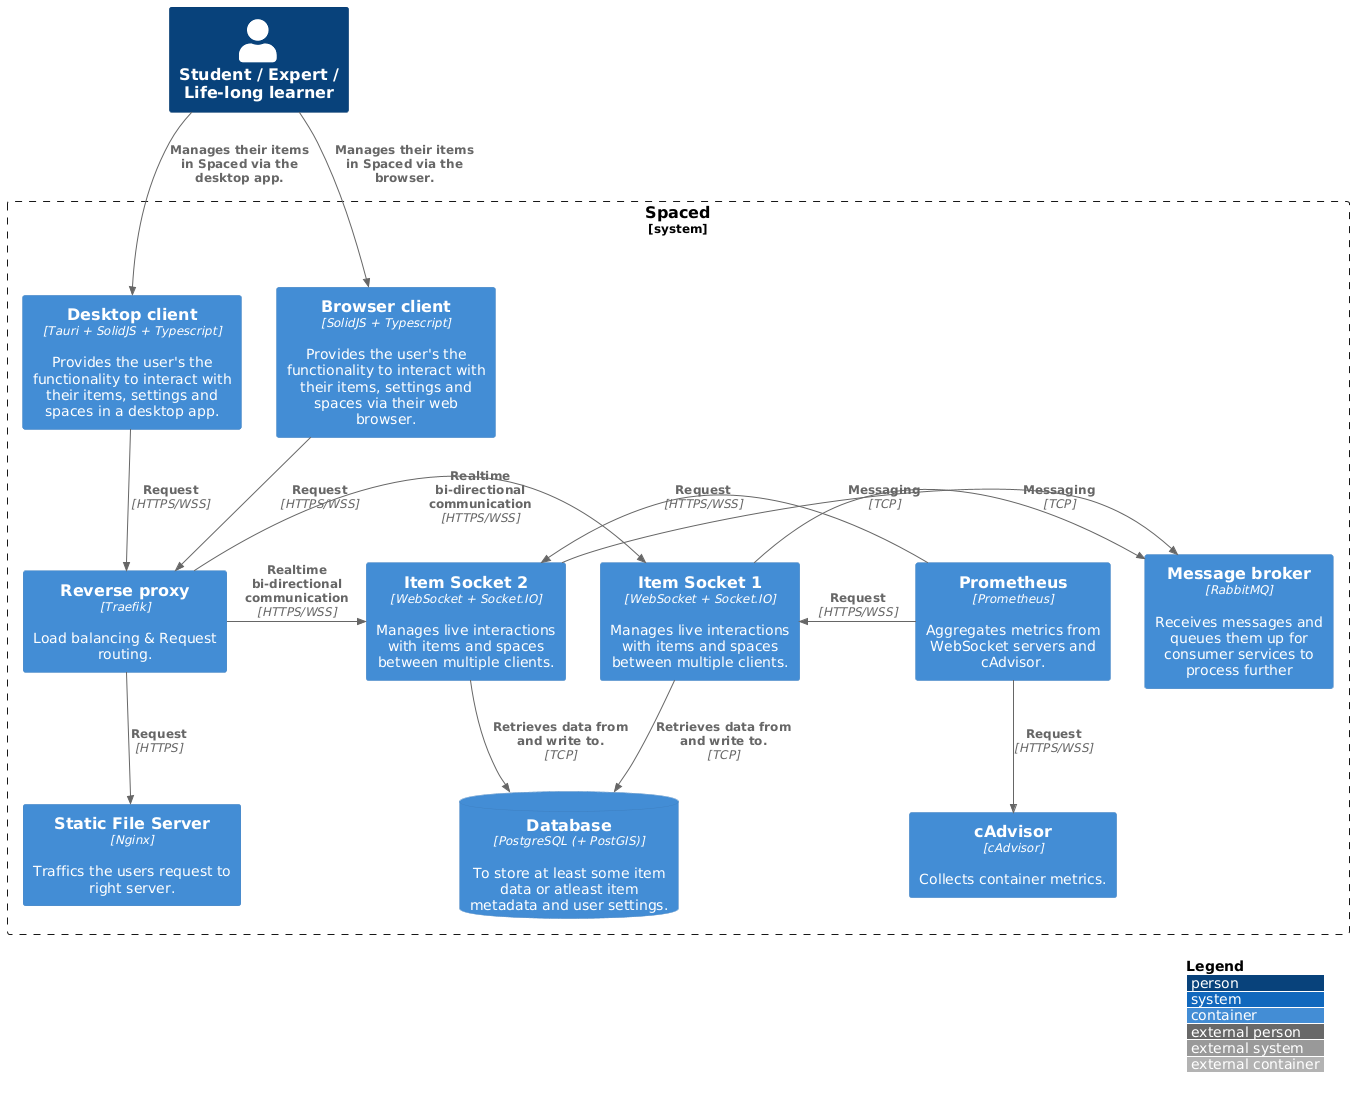 Student / Expert /
Life-long learner
Manages their items
in Spaced via the
desktop app.
Manages their items
in Spaced via the
browser.
Spaced
[system]
Desktop client
[Tauri + SolidJS + Typescript]
Provides the user's the
functionality to interact with
their items, settings and
spaces in a desktop app.
Browser client
[SolidJS + Typescript]
Provides the user's the
functionality to interact with
their items, settings and
spaces via their web
browser.
Request
[HTTPS/WSS]
Request
[HTTPS/WSS]
Realtime
bi-directional
communication
[HTTPS/WSS]
Request
[HTTPS/WSS]
Messaging
[TCP]
Messaging
[TCP]
Reverse proxy
[Traefik]
Load balancing & Request
routing.
Realtime
bi-directional
communication
[HTTPS/WSS]
Item Socket 2
[WebSocket + Socket.IO]
Manages live interactions
with items and spaces
between multiple clients.
Item Socket 1
[WebSocket + Socket.IO]
Manages live interactions
with items and spaces
between multiple clients.
Request
[HTTPS/WSS]
Prometheus
[Prometheus]
Aggregates metrics from
WebSocket servers and
cAdvisor.
Message broker
[RabbitMQ]
Receives messages and
queues them up for
consumer services to
process further
Request
[HTTPS]
Retrieves data from
and write to.
[TCP]
Retrieves data from
and write to.
[TCP]
Request
[HTTPS/WSS]
Static File Server
[Nginx]
Traffics the users request to
right server.
Database
[PostgreSQL (+ PostGIS)]
To store at least some item
data or atleast item
metadata and user settings.
cAdvisor
[cAdvisor]
Collects container metrics.
Legend
person
system
container
external person
external system
external container